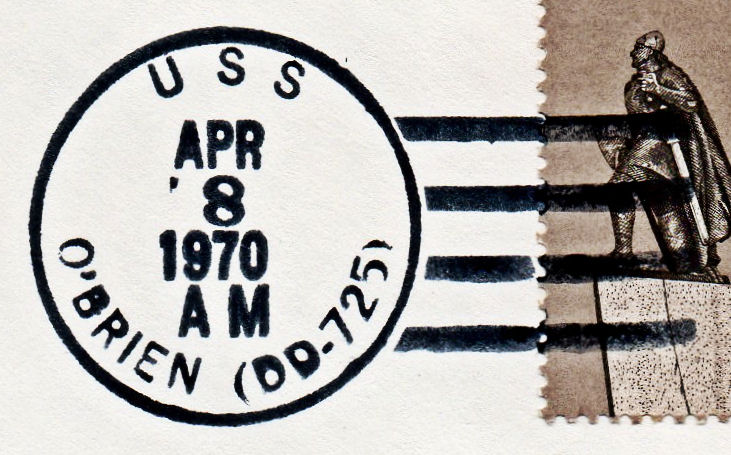 USS
APR
'8
1970
AM
O'BRIEN (DD-725)